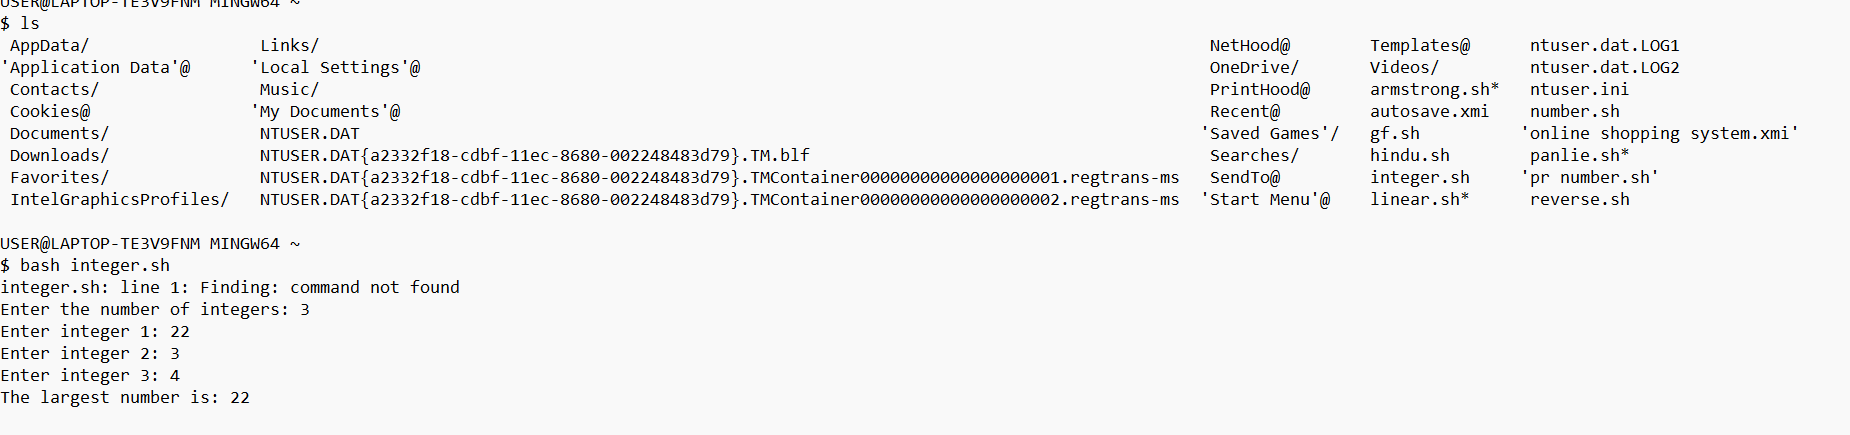 USER@LAPTOP-TE3V9FNM MINGW64 ~
$ ls
 AppData/                 Links/                                                                                         NetHood@        Templates@      ntuser.dat.LOG1
'Application Data'@      'Local Settings'@                                                                               OneDrive/       Videos/         ntuser.dat.LOG2
 Contacts/                Music/                                                                                         PrintHood@      armstrong.sh*   ntuser.ini
 Cookies@                'My Documents'@                                                                                 Recent@         autosave.xmi    number.sh
 Documents/               NTUSER.DAT                                                                                    'Saved Games'/   gf.sh          'online shopping system.xmi'
 Downloads/               NTUSER.DAT{a2332f18-cdbf-11ec-8680-002248483d79}.TM.blf                                        Searches/       hindu.sh        panlie.sh*
 Favorites/               NTUSER.DAT{a2332f18-cdbf-11ec-8680-002248483d79}.TMContainer00000000000000000001.regtrans-ms   SendTo@         integer.sh     'pr number.sh'
 IntelGraphicsProfiles/   NTUSER.DAT{a2332f18-cdbf-11ec-8680-002248483d79}.TMContainer00000000000000000002.regtrans-ms  'Start Menu'@    linear.sh*      reverse.sh
USER@LAPTOP-TE3V9FNM MINGW64 ~
$ bash integer.sh
integer.sh: line 1: Finding: command not found
Enter the number of integers: 3
Enter integer 1: 22
Enter integer 2: 3
Enter integer 3: 4
The largest number is: 22